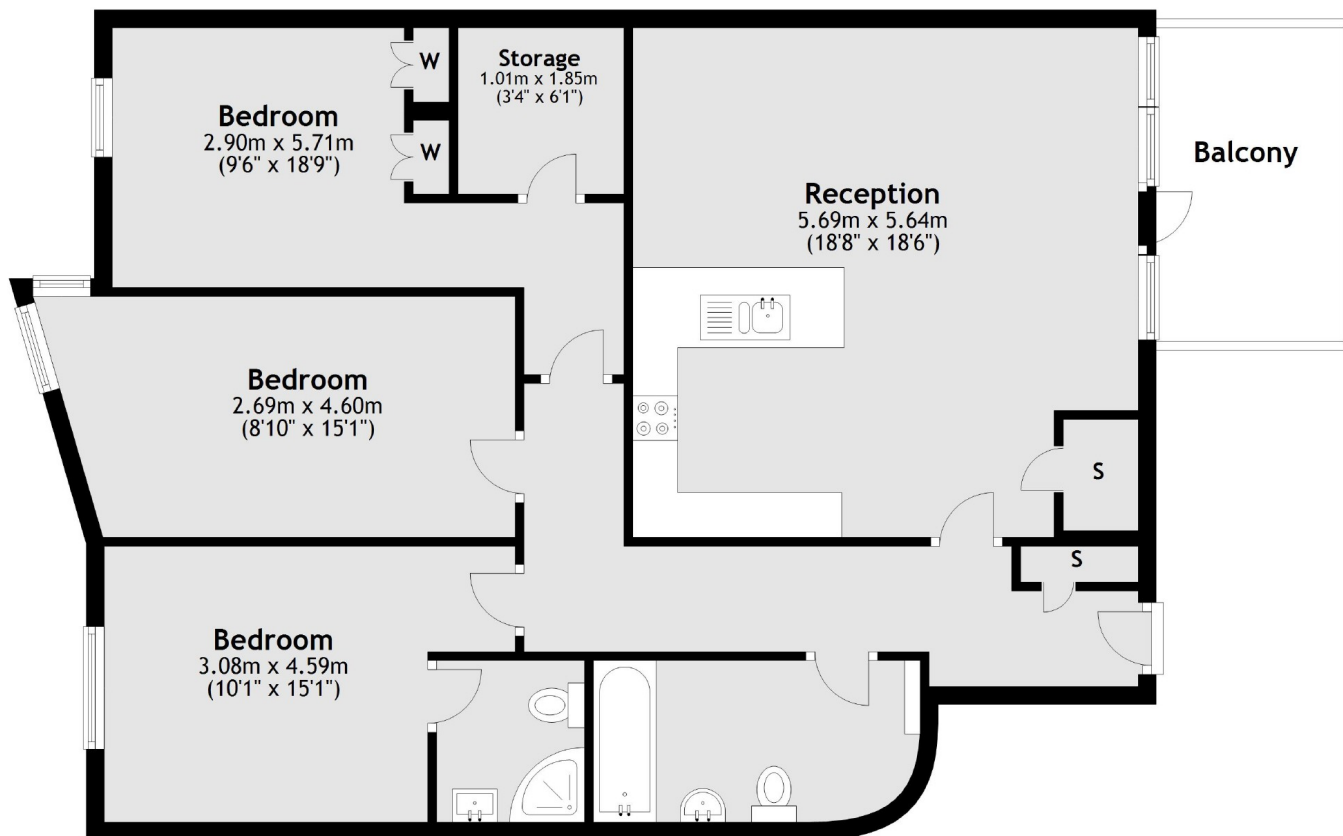 Bedroom
2.90m x 5.71m
(9'6" x 18'9")
W
W
Storage
1.01m x 1.85m
(3'4" x 6'1")
Reception
5.69m x 5.64m
(18'8" x 18'6")
Balcony
Bedroom
2.69m x 4.60m
(8'10" x 15'1")
S
S
Bedroom
3.08m x 4.59m
(10'1" x 15'1")